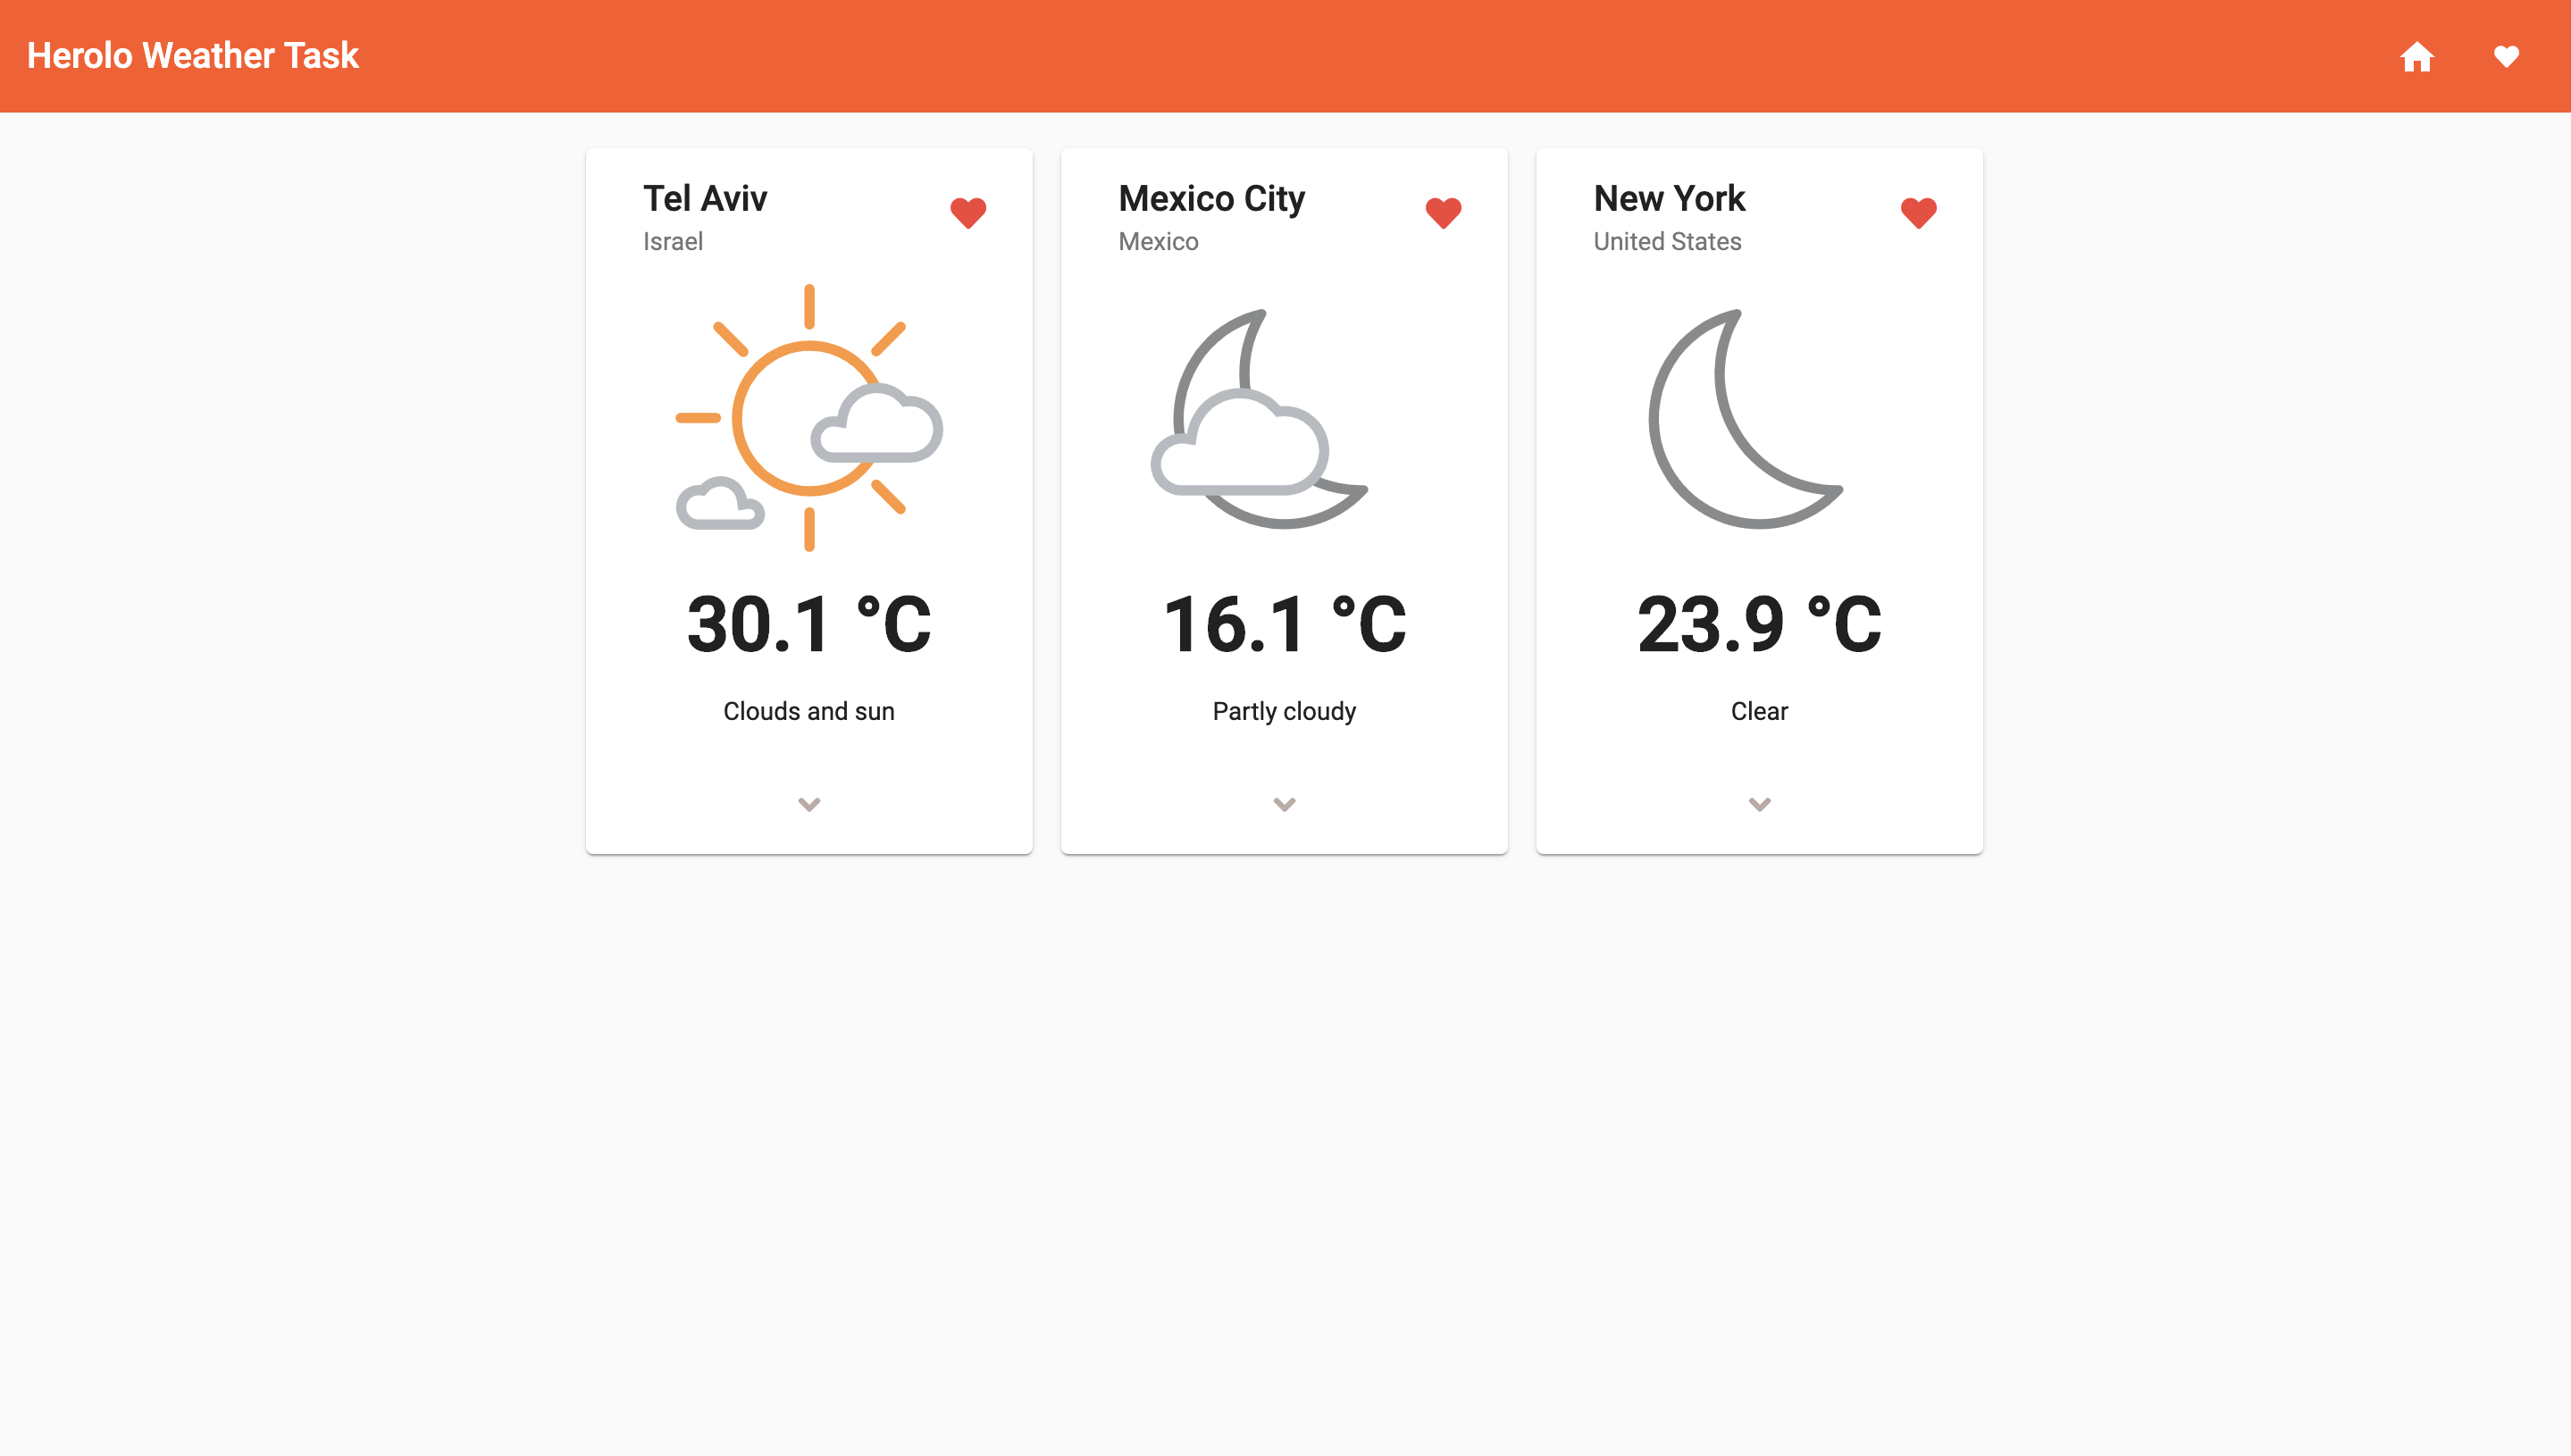 Herolo Weather Task
Tel Aviv
Israel
30.1 °C
Clouds and sun
Mexico City
Mexico
16.1 °C
Partly cloudy
New York
United States
23.9 °C
Clear